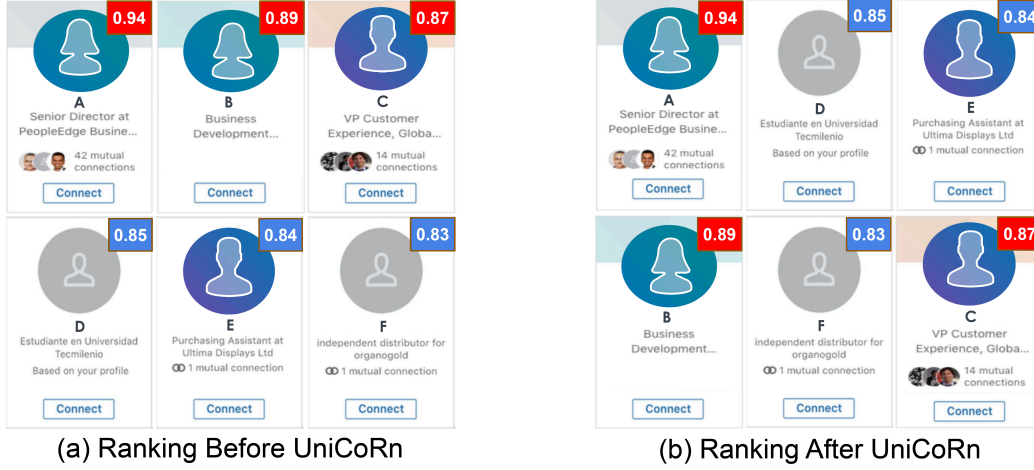 0.94
A
Senior Director at
PeopleEdge Busine...
42 mutual
connections
Connect
0.89
B
Business
Development...
Connect
0.87
C
VP Customer
Experience, Globa...
14 mutual
connections
Connect
0.85
D
Estudiante en Universidad
Tecmilenio
Based on your profile
Connect
0.84
E
Purchasing Assistant at
Ultima Displays Ltd
1 mutual connection
Connect
0.83
F
independent distributor for
organogold
1 mutual connection
Connect
(a) Ranking Before UniCoRn
0.94
A
Senior Director at
PeopleEdge Busine...
42 mutual
connections
Connect
0.85
D
Estudiante en Universidad
Tecmilenio
Based on your profile
Connect
0.84
E
Purchasing Assistant at
Ultima Displays Ltd
1 mutual connection
Connect
0.89
B
Business
Development...
Connect
0.83
F
independent distributor for
organogold
1 mutual connection
Connect
0.87
C
VP Customer
Experience, Globa...
14 mutual
connections
Connect
(b) Ranking After UniCoRn